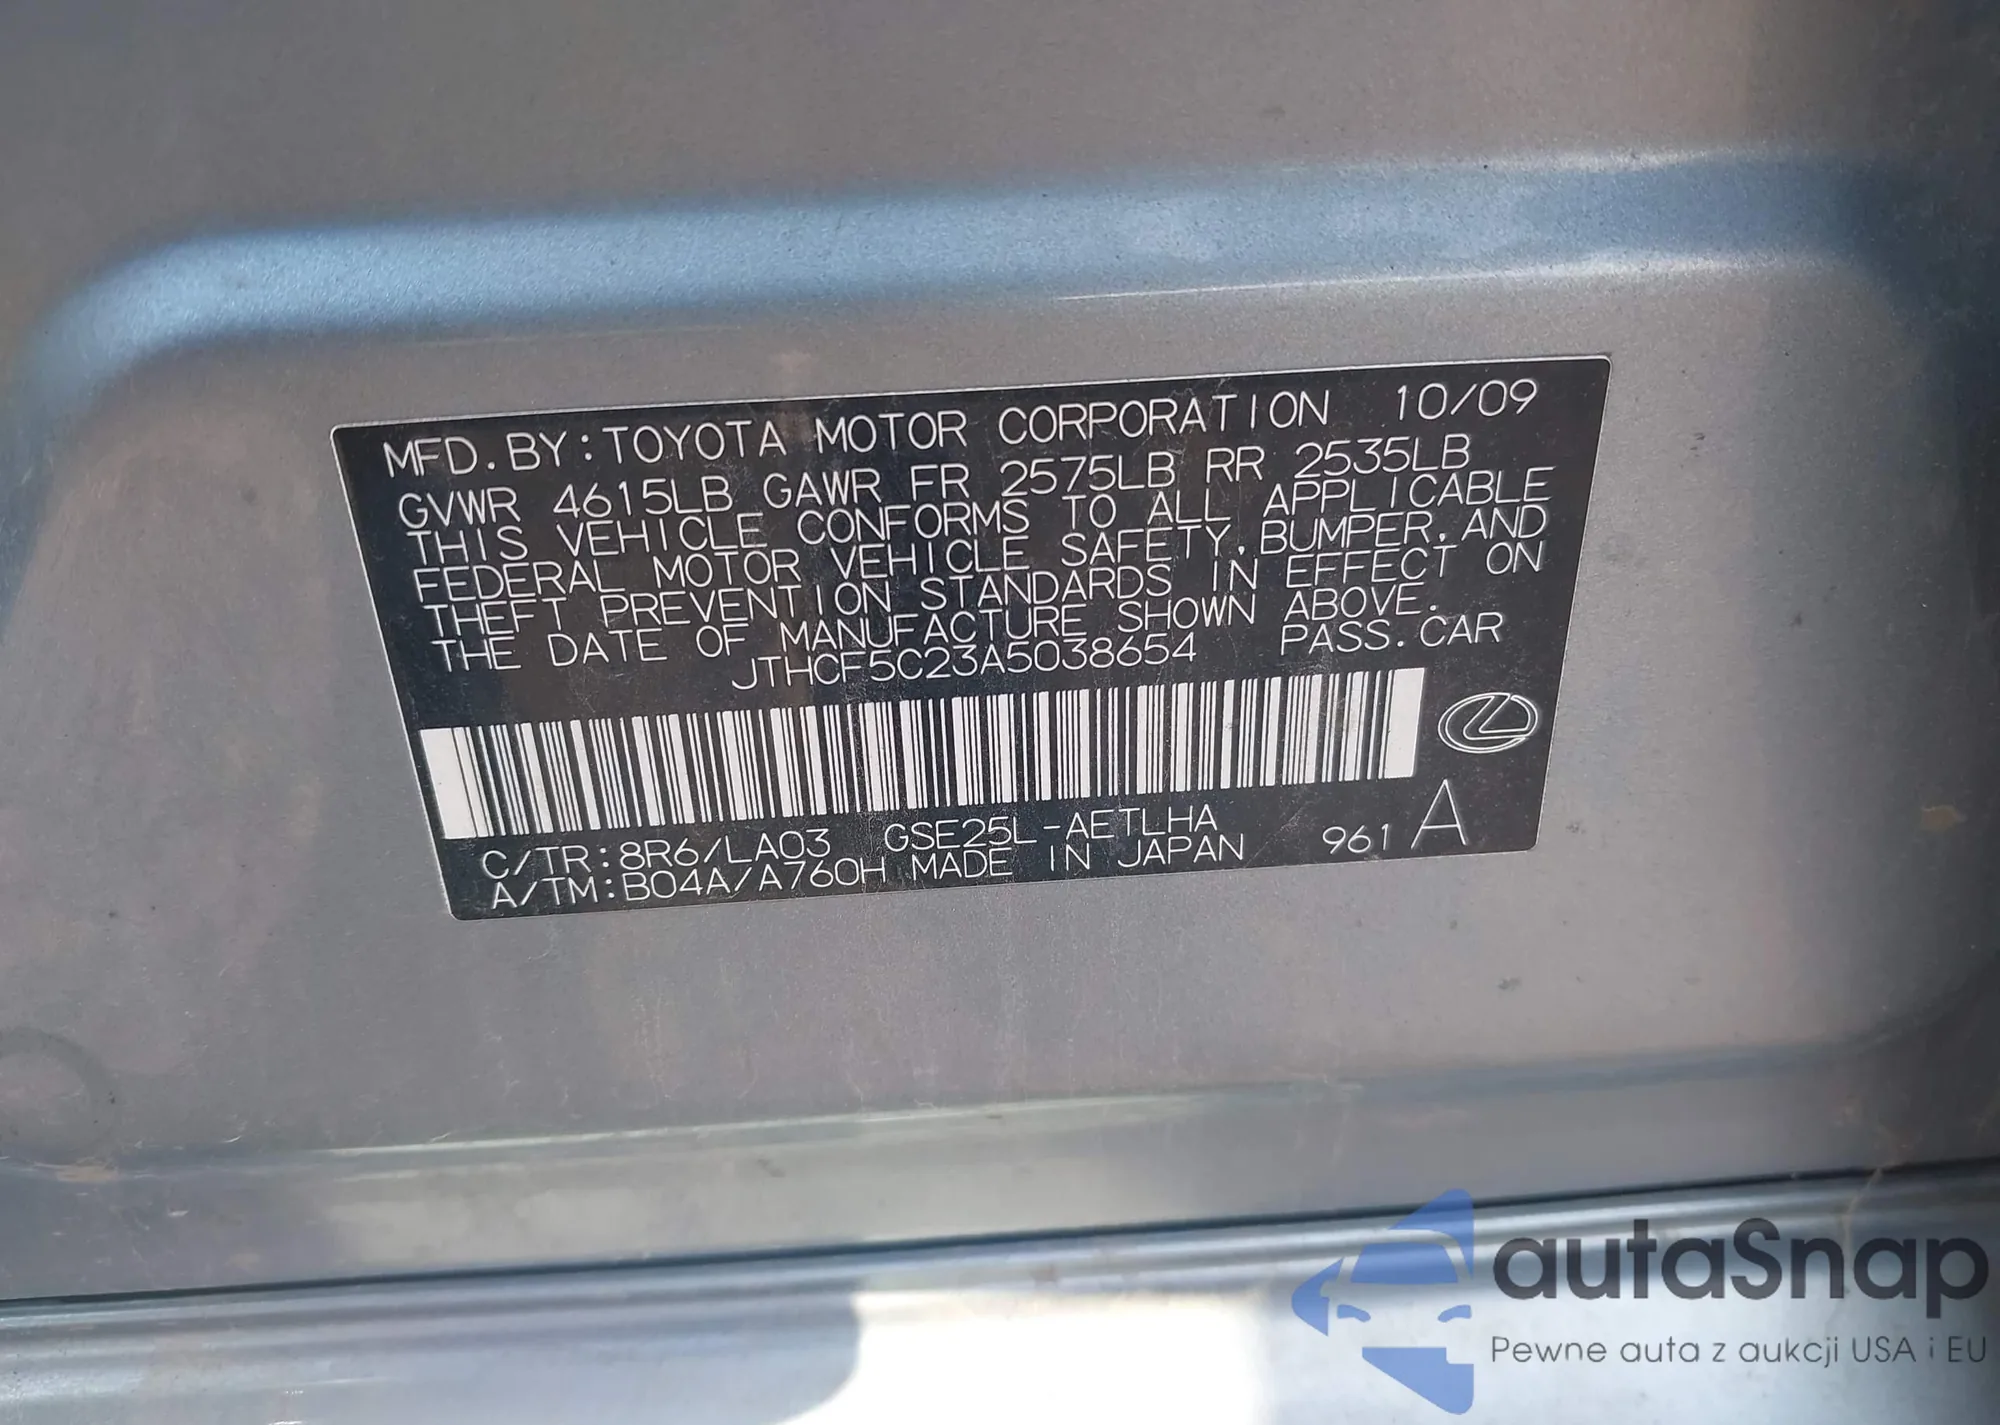 MFD. BY: TOYOTA MOTOR CORPORATION 10/09
GVWR 4615LB GAWR FR 2575LB RR 2535LB
THIS VEHICLE CONFORMS TO ALL APPLICABLE
FEDERAL MOTOR VEHICLE SAFETY, BUMPER, AND
THEFT PREVENTION STANDARDS IN EFFECT ON
THE DATE OF MANUFACTURE SHOWN ABOVE.
JTHCF5C23A5038654 PASS. CAR
C/TR: 8R6/LA03 GSE25L-AETLHA
A/TM: B04A/A760H MADE IN JAPAN 961 A
autaSnap
Pewne auta z aukcji USA i EU